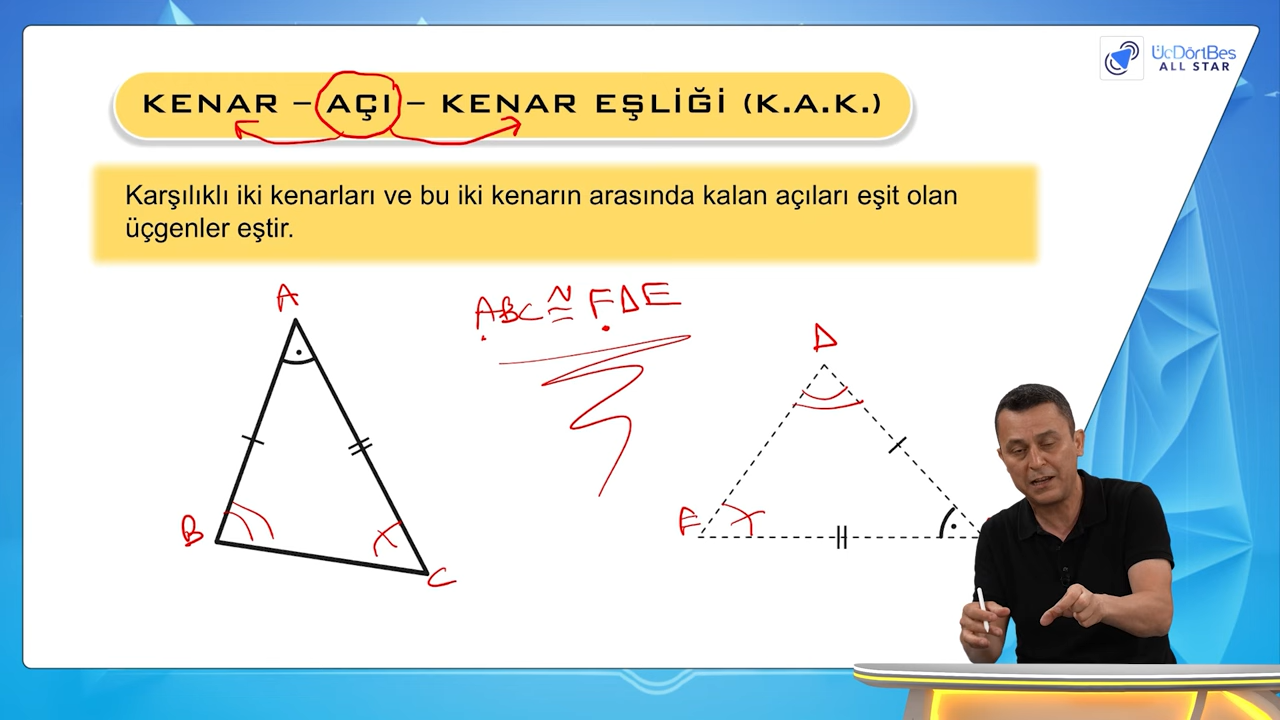 ÜçDörtBeş
ALL STAR
KENAR – AÇI – KENAR EŞLİĞİ (K.A.K.)
Karşılıklı iki kenarları ve bu iki kenarın arasında kalan açıları eşit olan
üçgenler eştir.
A
ABC ≅ FDE
D
B
E
C